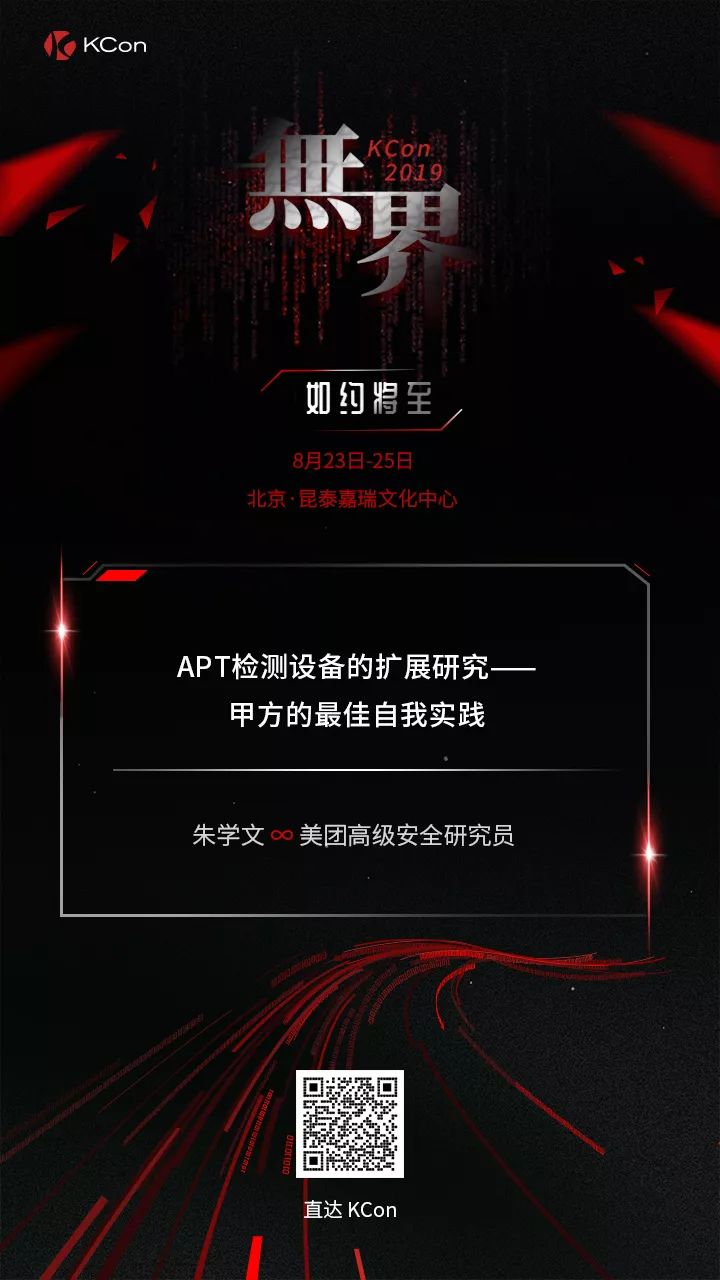 KCon
無界
KCon
2019
如约将至
8月23日-25日
北京·昆泰嘉瑞文化中心
APT检测设备的扩展研究——
甲方的最佳自我实践
朱学文 ∞ 美团高级安全研究员
直达 KCon